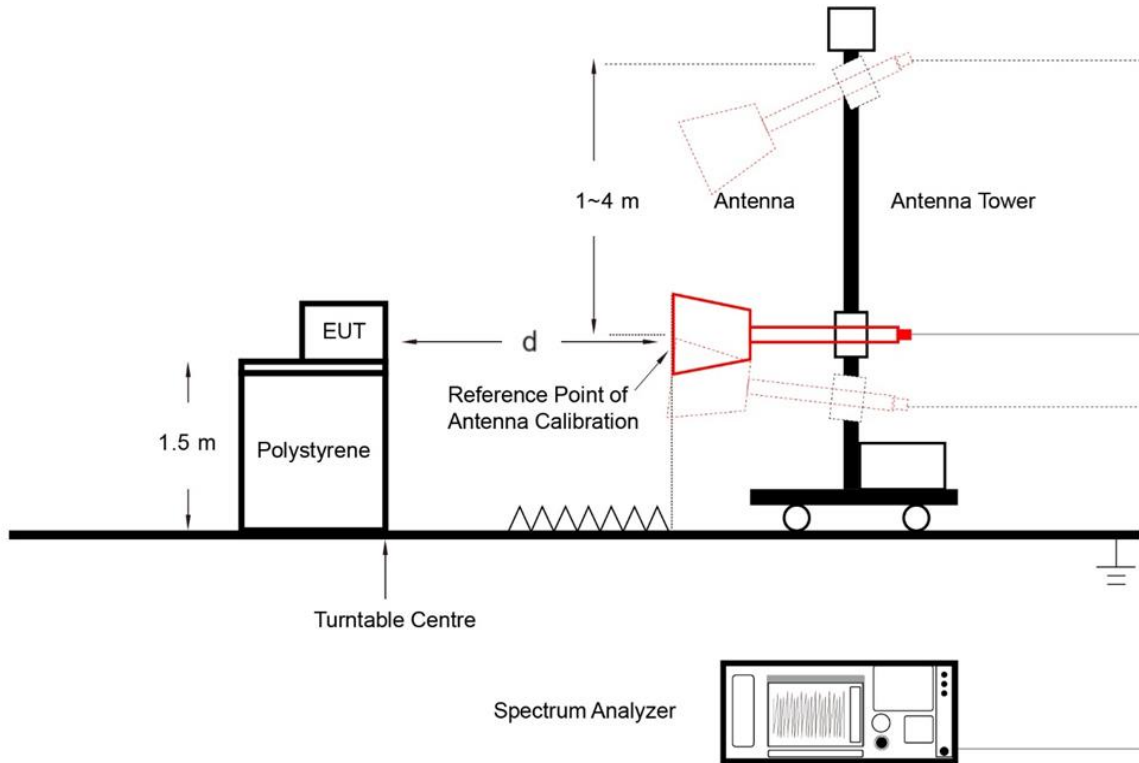 1~4 m
Antenna
Antenna Tower
EUT
d
Reference Point of
Antenna Calibration
1.5 m
Polystyrene
Turntable Centre
Spectrum Analyzer